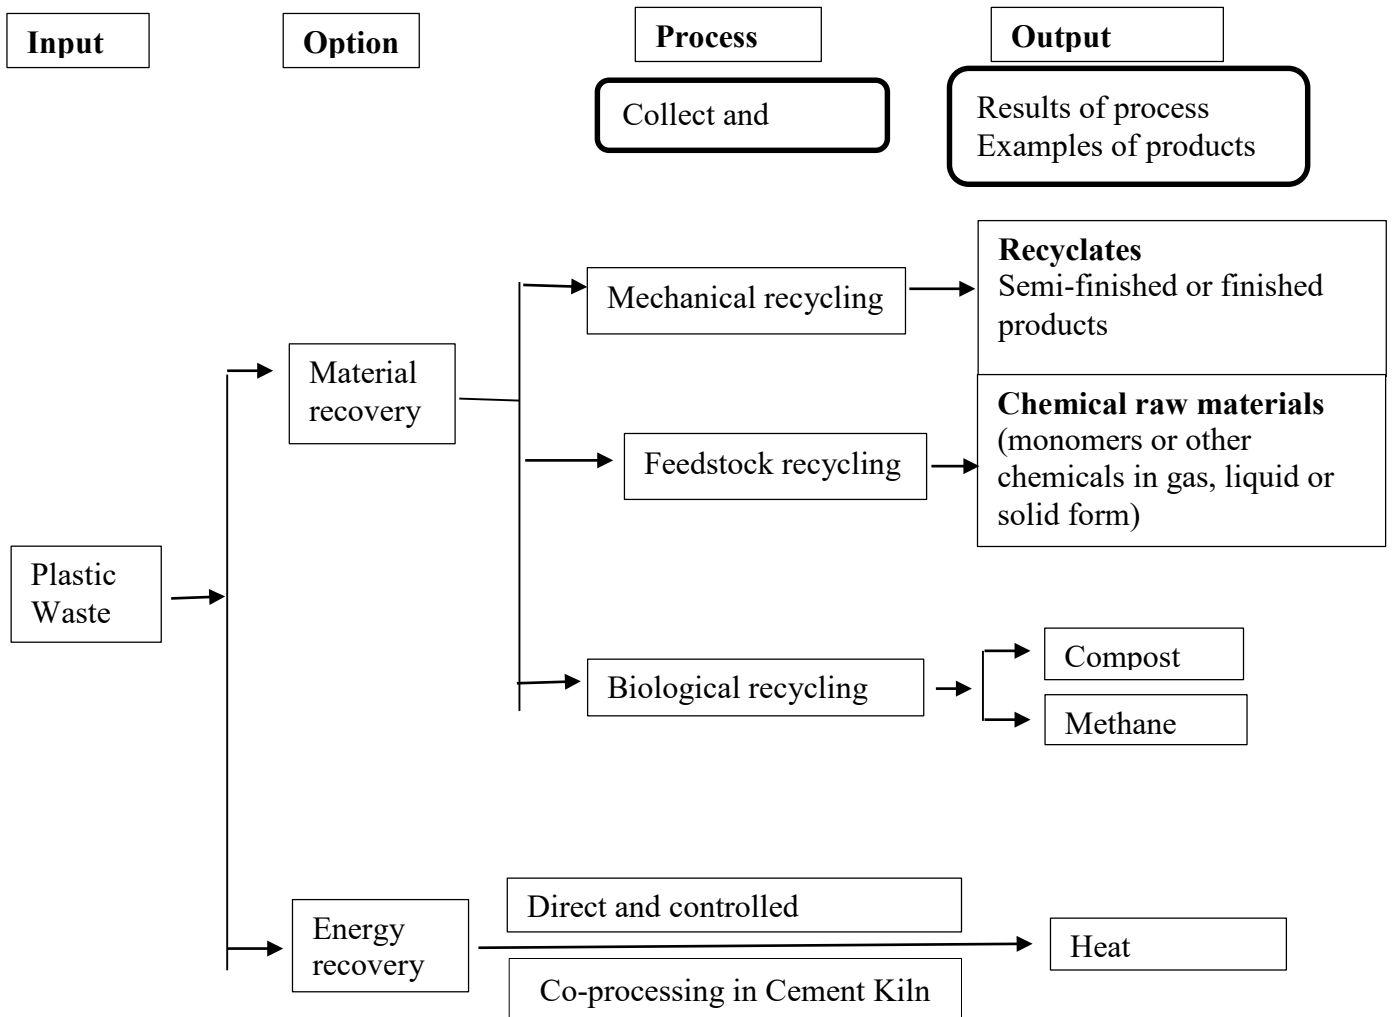 Input
Option
Process
Output
Collect and
Results of process
Examples of products
Mechanical recycling
Recyclates
Semi-finished or finished
products
Material
recovery
Feedstock recycling
Chemical raw materials
(monomers or other
chemicals in gas, liquid or
solid form)
Plastic
Waste
Biological recycling
Compost
Methane
Energy
recovery
Direct and controlled
Co-processing in Cement Kiln
Heat